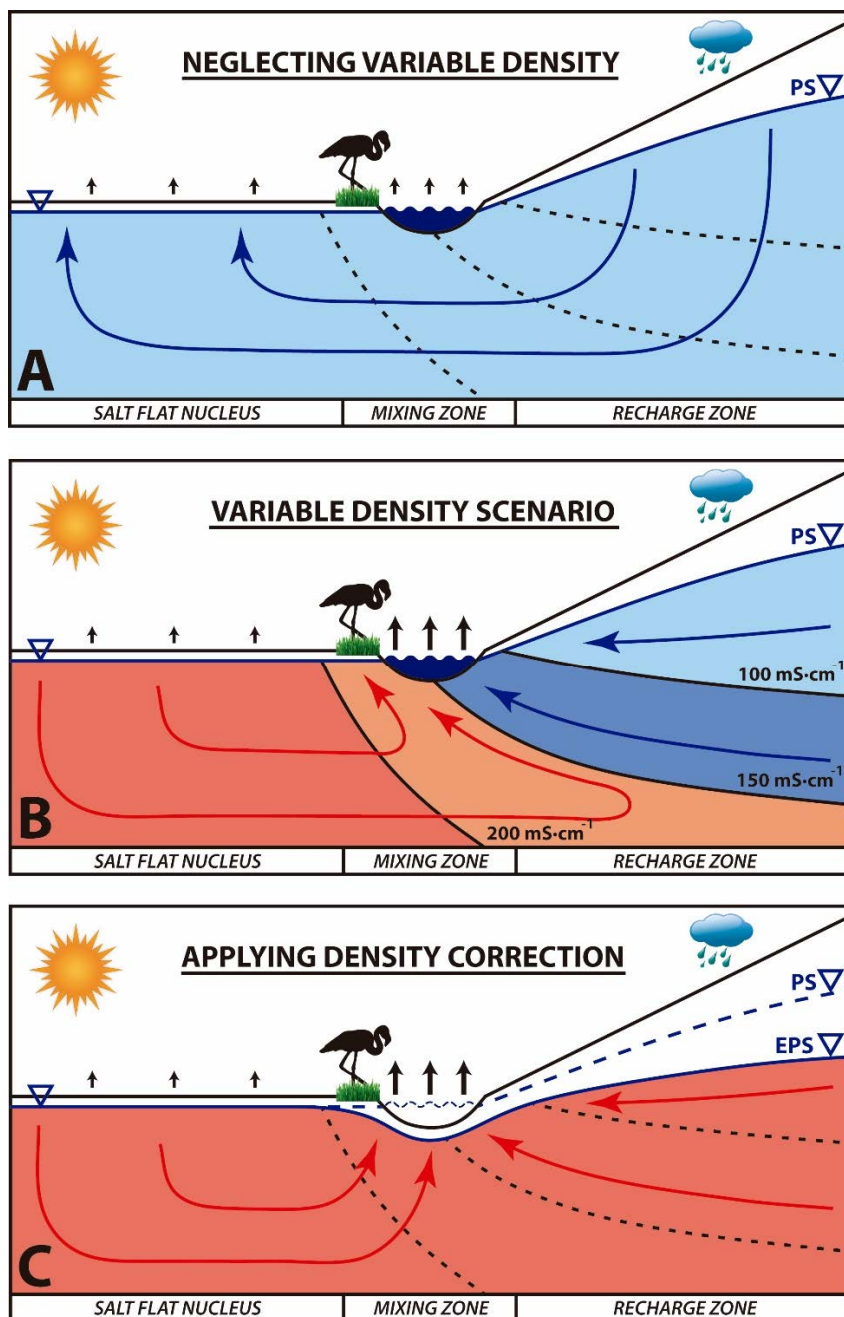 NEGLECTING VARIABLE DENSITY
PS
A
SALT FLAT NUCLEUS
MIXING ZONE
RECHARGE ZONE
VARIABLE DENSITY SCENARIO
PS
100 mS·cm⁻¹
150 mS·cm⁻¹
200 mS·cm⁻¹
B
SALT FLAT NUCLEUS
MIXING ZONE
RECHARGE ZONE
APPLYING DENSITY CORRECTION
PS
EPS
C
SALT FLAT NUCLEUS
MIXING ZONE
RECHARGE ZONE